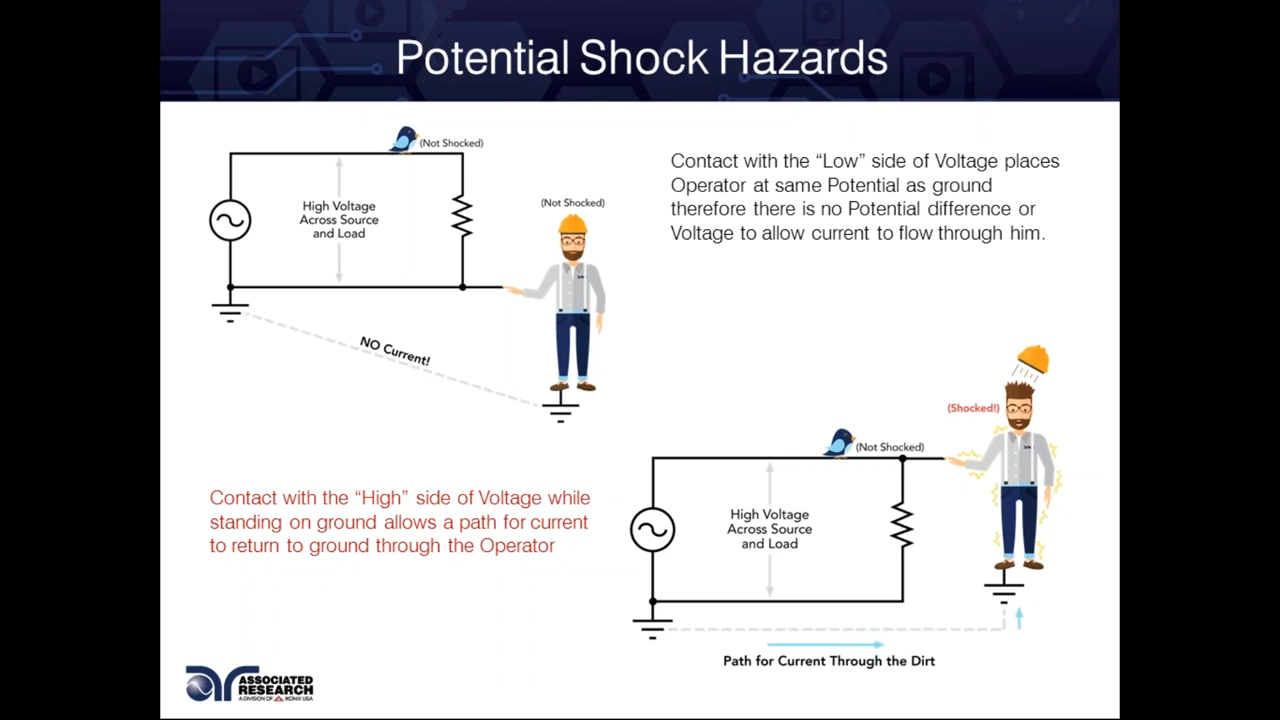 Potential Shock Hazards
(Not Shocked)
High Voltage
Across Source
and Load
(Not Shocked)
NO Current!
Contact with the “Low” side of Voltage places
Operator at same Potential as ground
therefore there is no Potential difference or
Voltage to allow current to flow through him.
Contact with the “High” side of Voltage while
standing on ground allows a path for current
to return to ground through the Operator
(Shocked!)
(Not Shocked)
High Voltage
Across Source
and Load
Path for Current Through the Dirt
ASSOCIATED
RESEARCH
A DIVISION OF IKONIX USA